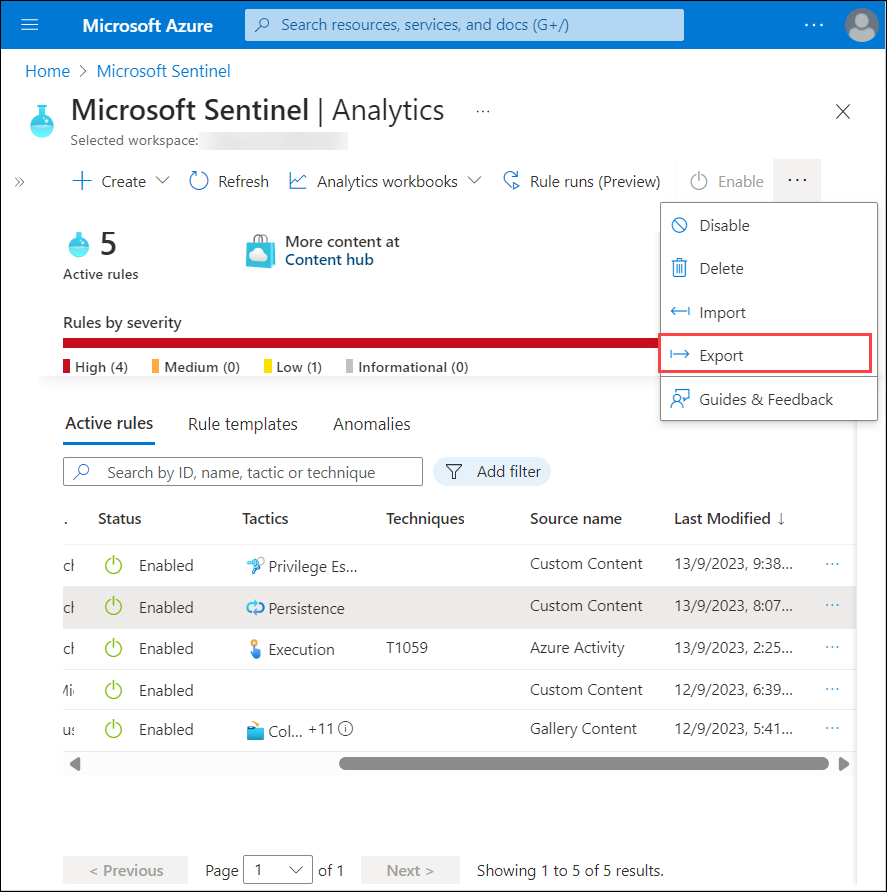 Microsoft Azure
Search resources, services, and docs (G+/)
...
Home > Microsoft Sentinel
Microsoft Sentinel | Analytics ...
Selected workspace:
» Create Refresh Analytics workbooks Rule runs (Preview) Enable ...
Disable
Delete
Import
Export
Guides & Feedback
5
Active rules
More content at
Content hub
Rules by severity
High (4) Medium (0) Low (1) Informational (0)
Active rules Rule templates Anomalies
Search by ID, name, tactic or technique Add filter
. Status Tactics Techniques Source name Last Modified ↓
ch Enabled Privilege Es... Custom Content 13/9/2023, 9:38... ...
ch Enabled Persistence Custom Content 13/9/2023, 8:07... ...
ch Enabled Execution T1059 Azure Activity 13/9/2023, 2:25... ...
Enabled Custom Content 12/9/2023, 6:39... ...
us Enabled Col... +11 Gallery Content 12/9/2023, 5:41... ...
< Previous Page 1 of 1 Next > Showing 1 to 5 of 5 results.